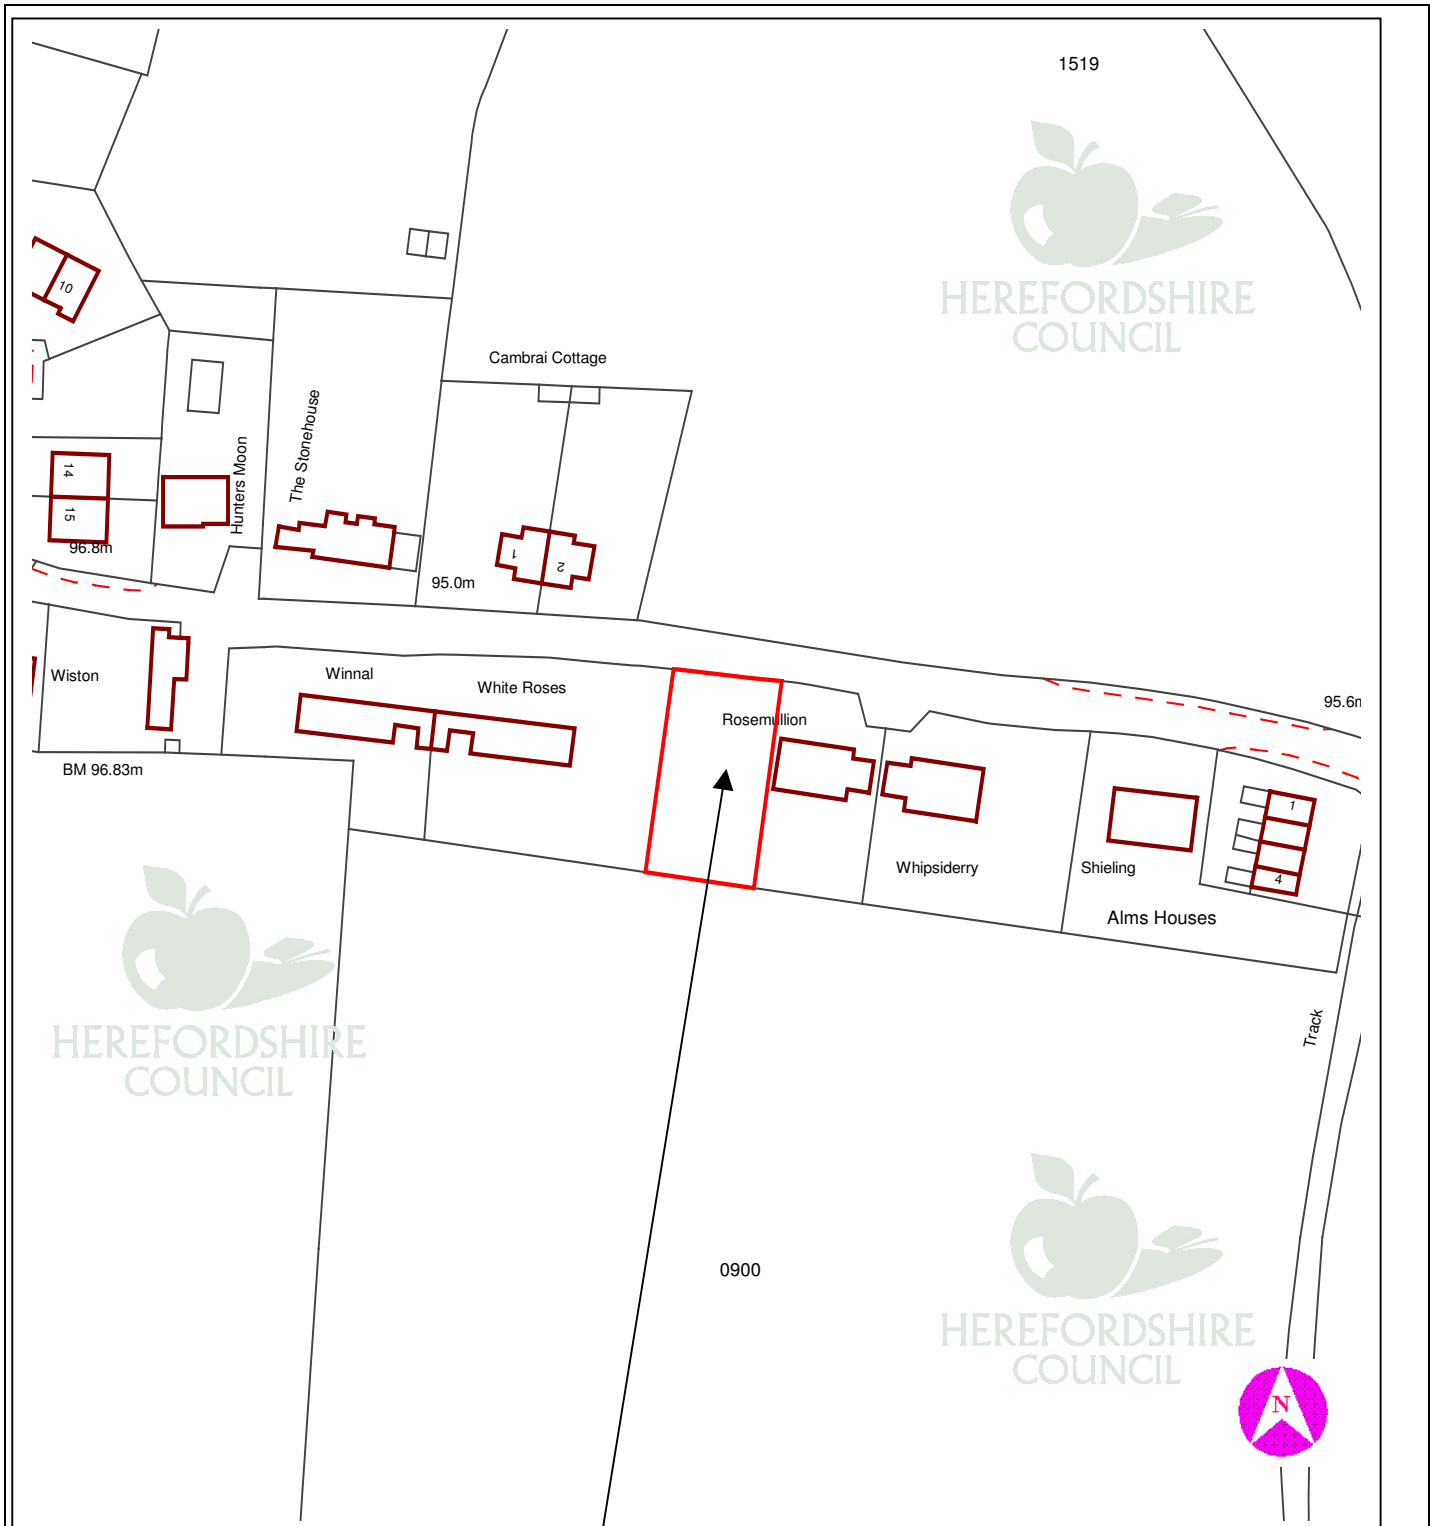 1519
HEREFORDSHIRE
COUNCIL
10
Cambrai Cottage
The Stonehouse
Hunters Moon
14
15
96.8m
1
2
95.0m
Wiston
Winnal
White Roses
Rosemullion
95.6m
BM 96.83m
1
Whipsiderry
Shieling
4
Alms Houses
HEREFORDSHIRE
COUNCIL
Track
0900
HEREFORDSHIRE
COUNCIL
N